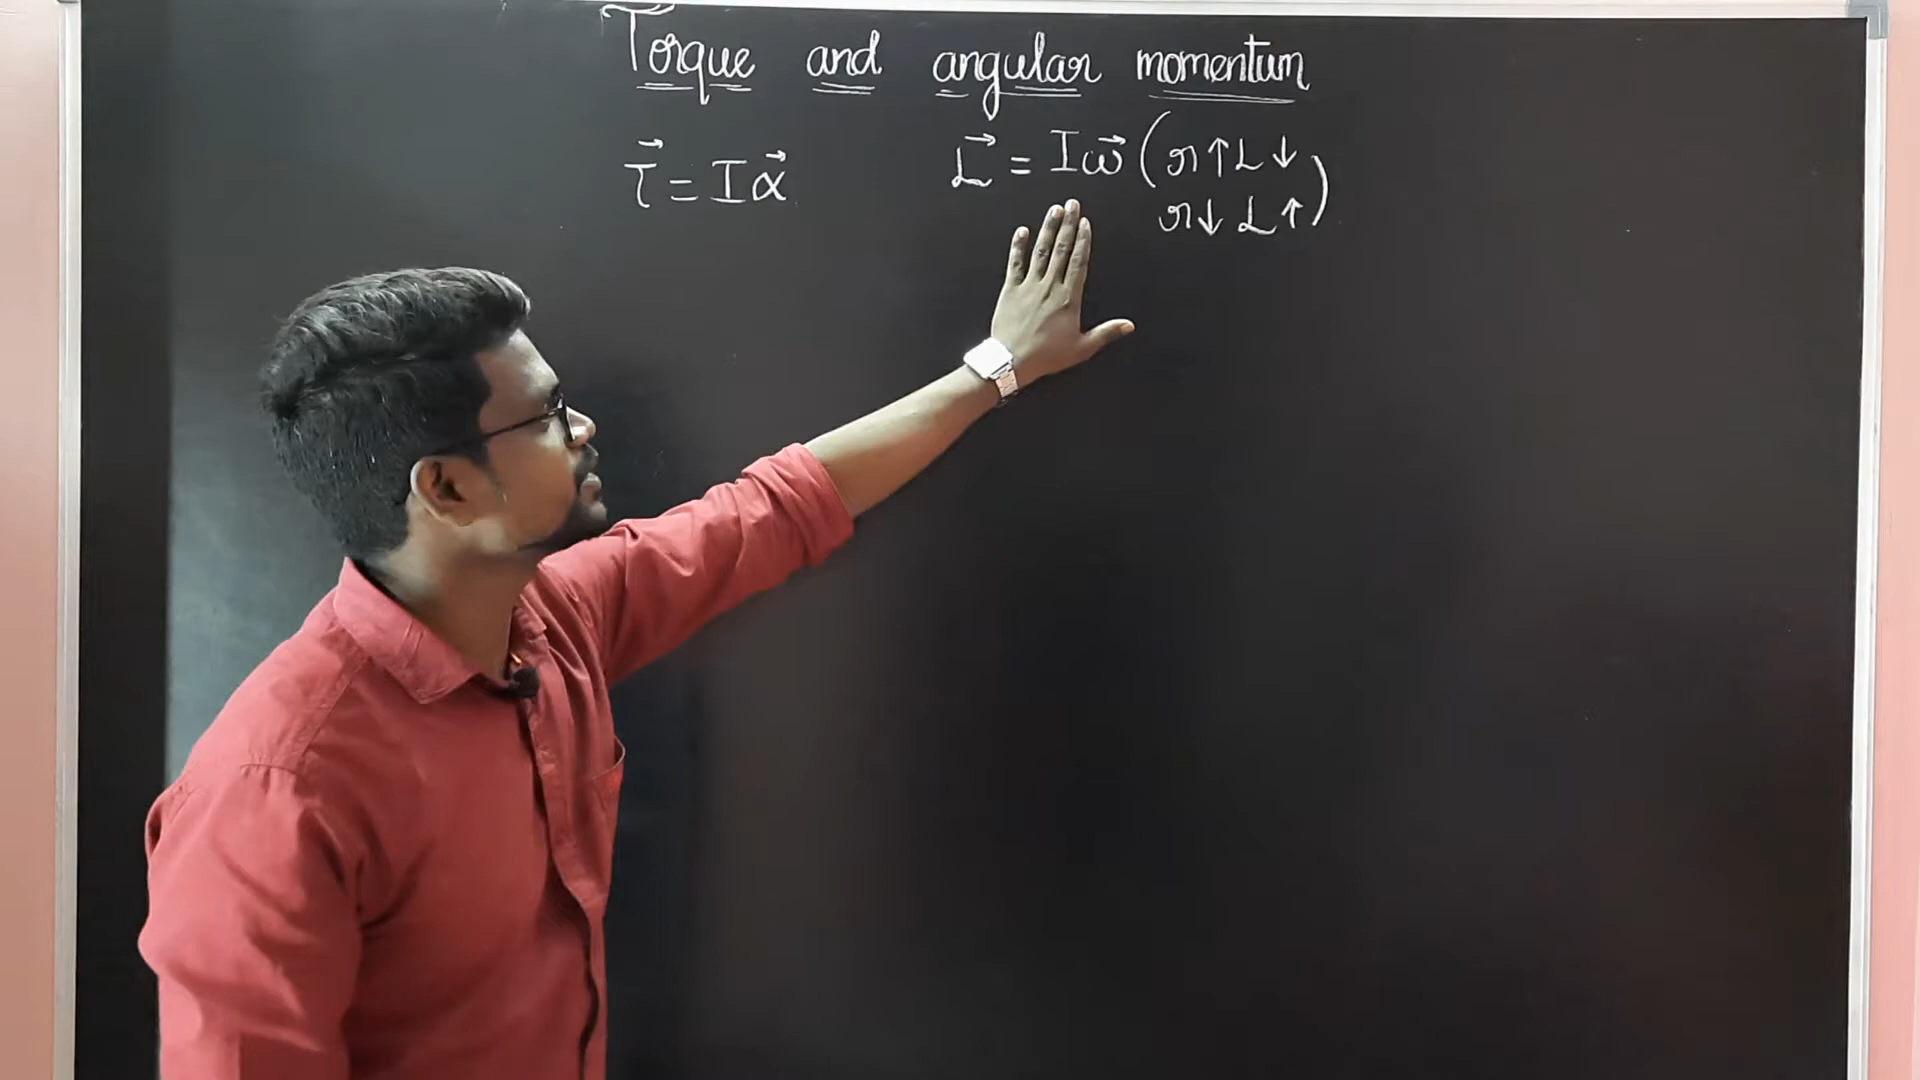 Torque and angular momentum
τ⃗ = Iα⃗
L⃗ = Iω⃗ (r↑ L↓
r↓ L↑)